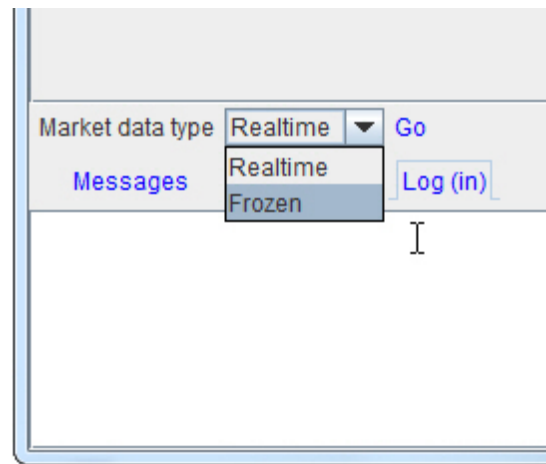 Market data type Realtime Go
Realtime
Messages Log (in)
Frozen